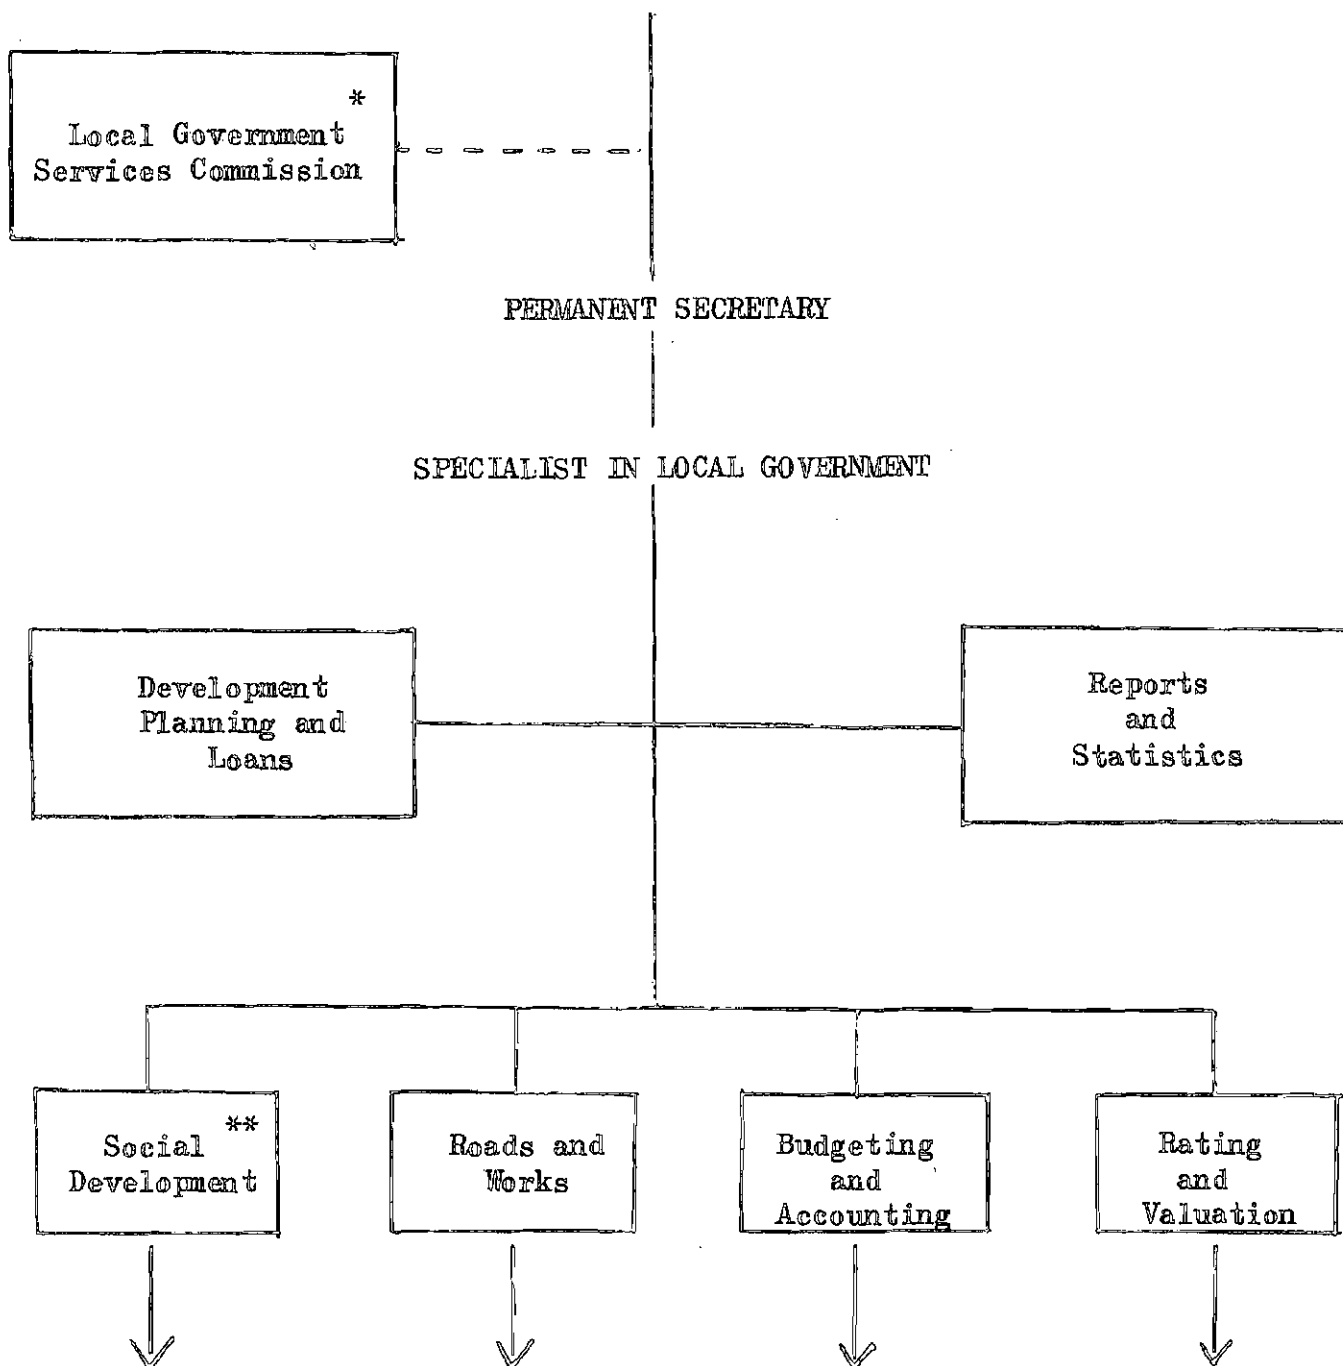 *
Local Government
Services Commission
PERMANENT SECRETARY
SPECIALIST IN LOCAL GOVERNMENT
Development
Planning and
Loans
Reports
and
Statistics
**
Social
Development
Roads and
Works
Budgeting
and
Accounting
Rating
and
Valuation